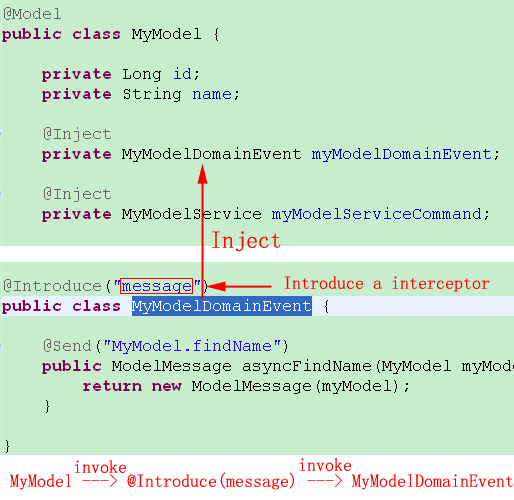 @Model
public class MyModel {
private Long id;
private String name;
@Inject
private MyModelDomainEvent myModelDomainEvent;
@Inject
private MyModelService myModelServiceCommand;
Inject
@Introduce("message")
Introduce a interceptor
public class MyModelDomainEvent {
@Send("MyModel.findName")
public ModelMessage asyncFindName(MyModel myMode
return new ModelMessage(myModel);
}
}
invoke invoke
MyModel ---> @Introduce(message) ---> MyModelDomainEvent